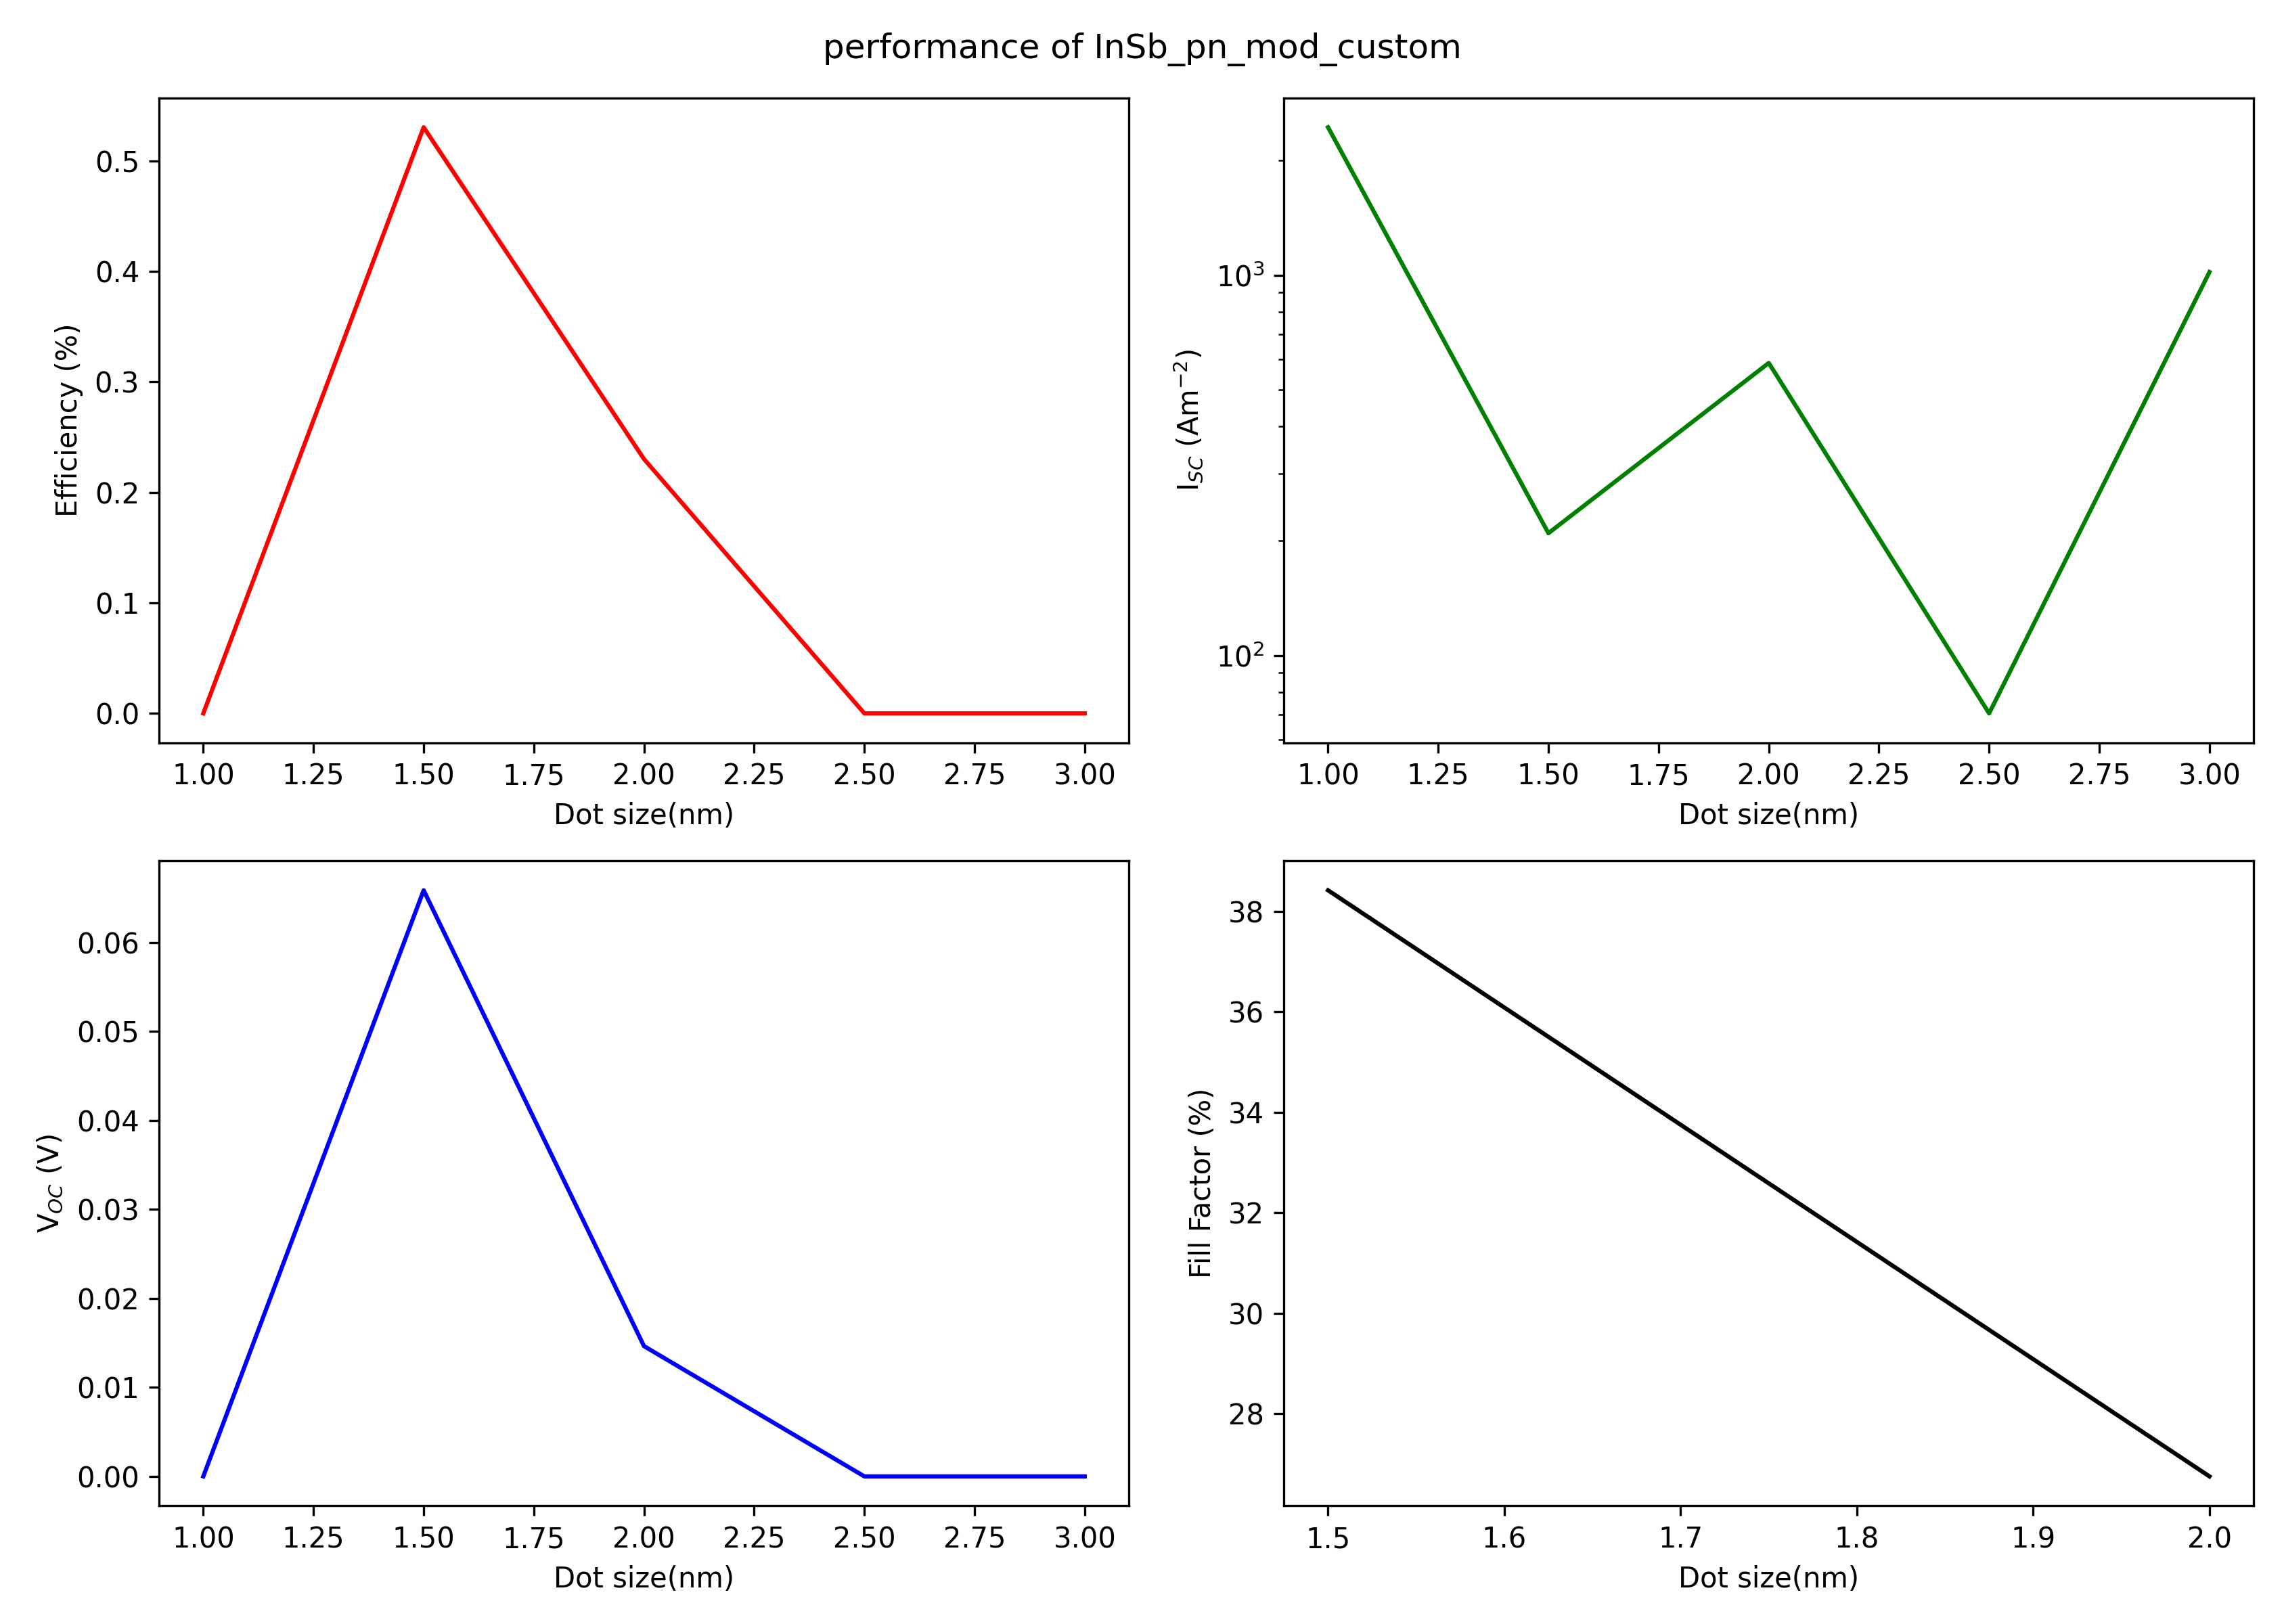 performance of InSb_pn_mod_custom
Efficiency (%)
0.5
0.4
0.3
0.2
0.1
0.0
1.00 1.25 1.50 1.75 2.00 2.25 2.50 2.75 3.00
Dot size(nm)
I_SC (Am⁻²)
10³
10²
1.00 1.25 1.50 1.75 2.00 2.25 2.50 2.75 3.00
Dot size(nm)
V_OC (V)
0.06
0.05
0.04
0.03
0.02
0.01
0.00
1.00 1.25 1.50 1.75 2.00 2.25 2.50 2.75 3.00
Dot size(nm)
Fill Factor (%)
38
36
34
32
30
28
1.5 1.6 1.7 1.8 1.9 2.0
Dot size(nm)